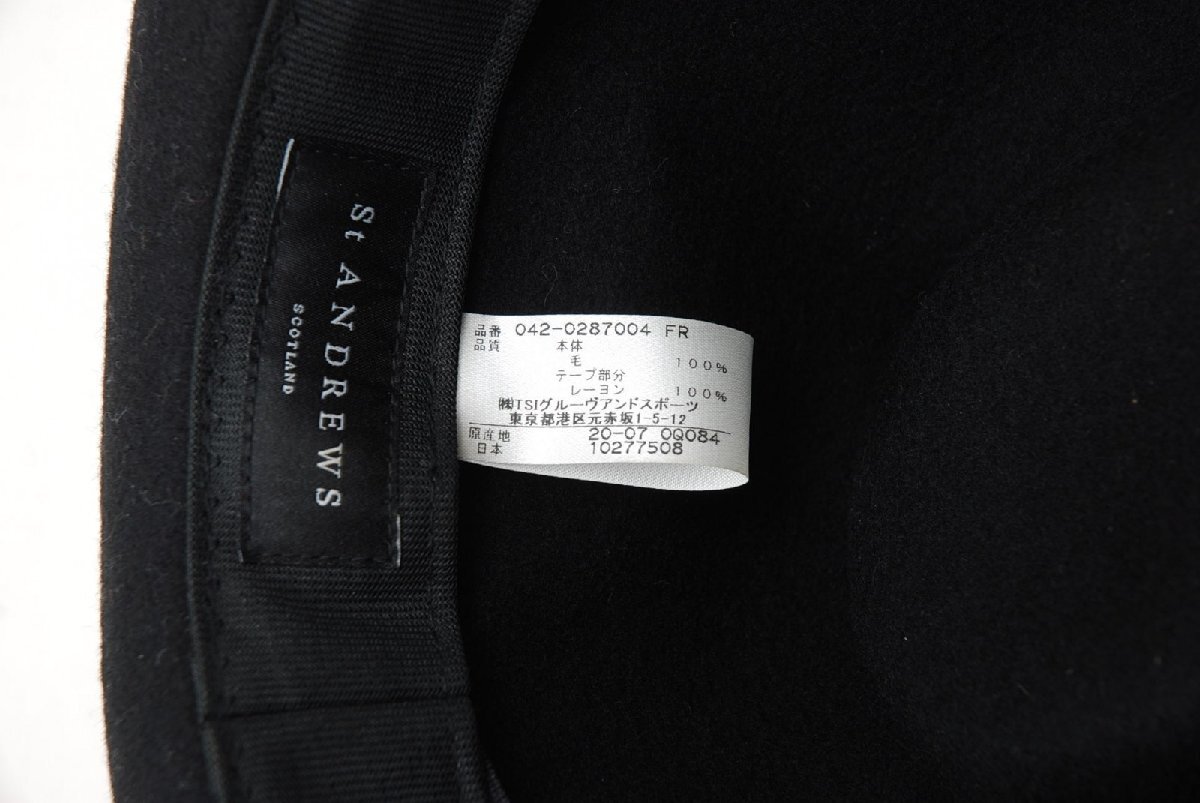 St ANDREWS
SCOTLAND
品番 042-0287004 FR
品質 本体
毛 100%
テープ部分
レーヨン 100%
㈱TSIグルーヴアンドスポーツ
東京都港区元赤坂1-5-12
原産地 20-07 0Q084
日本 10277508